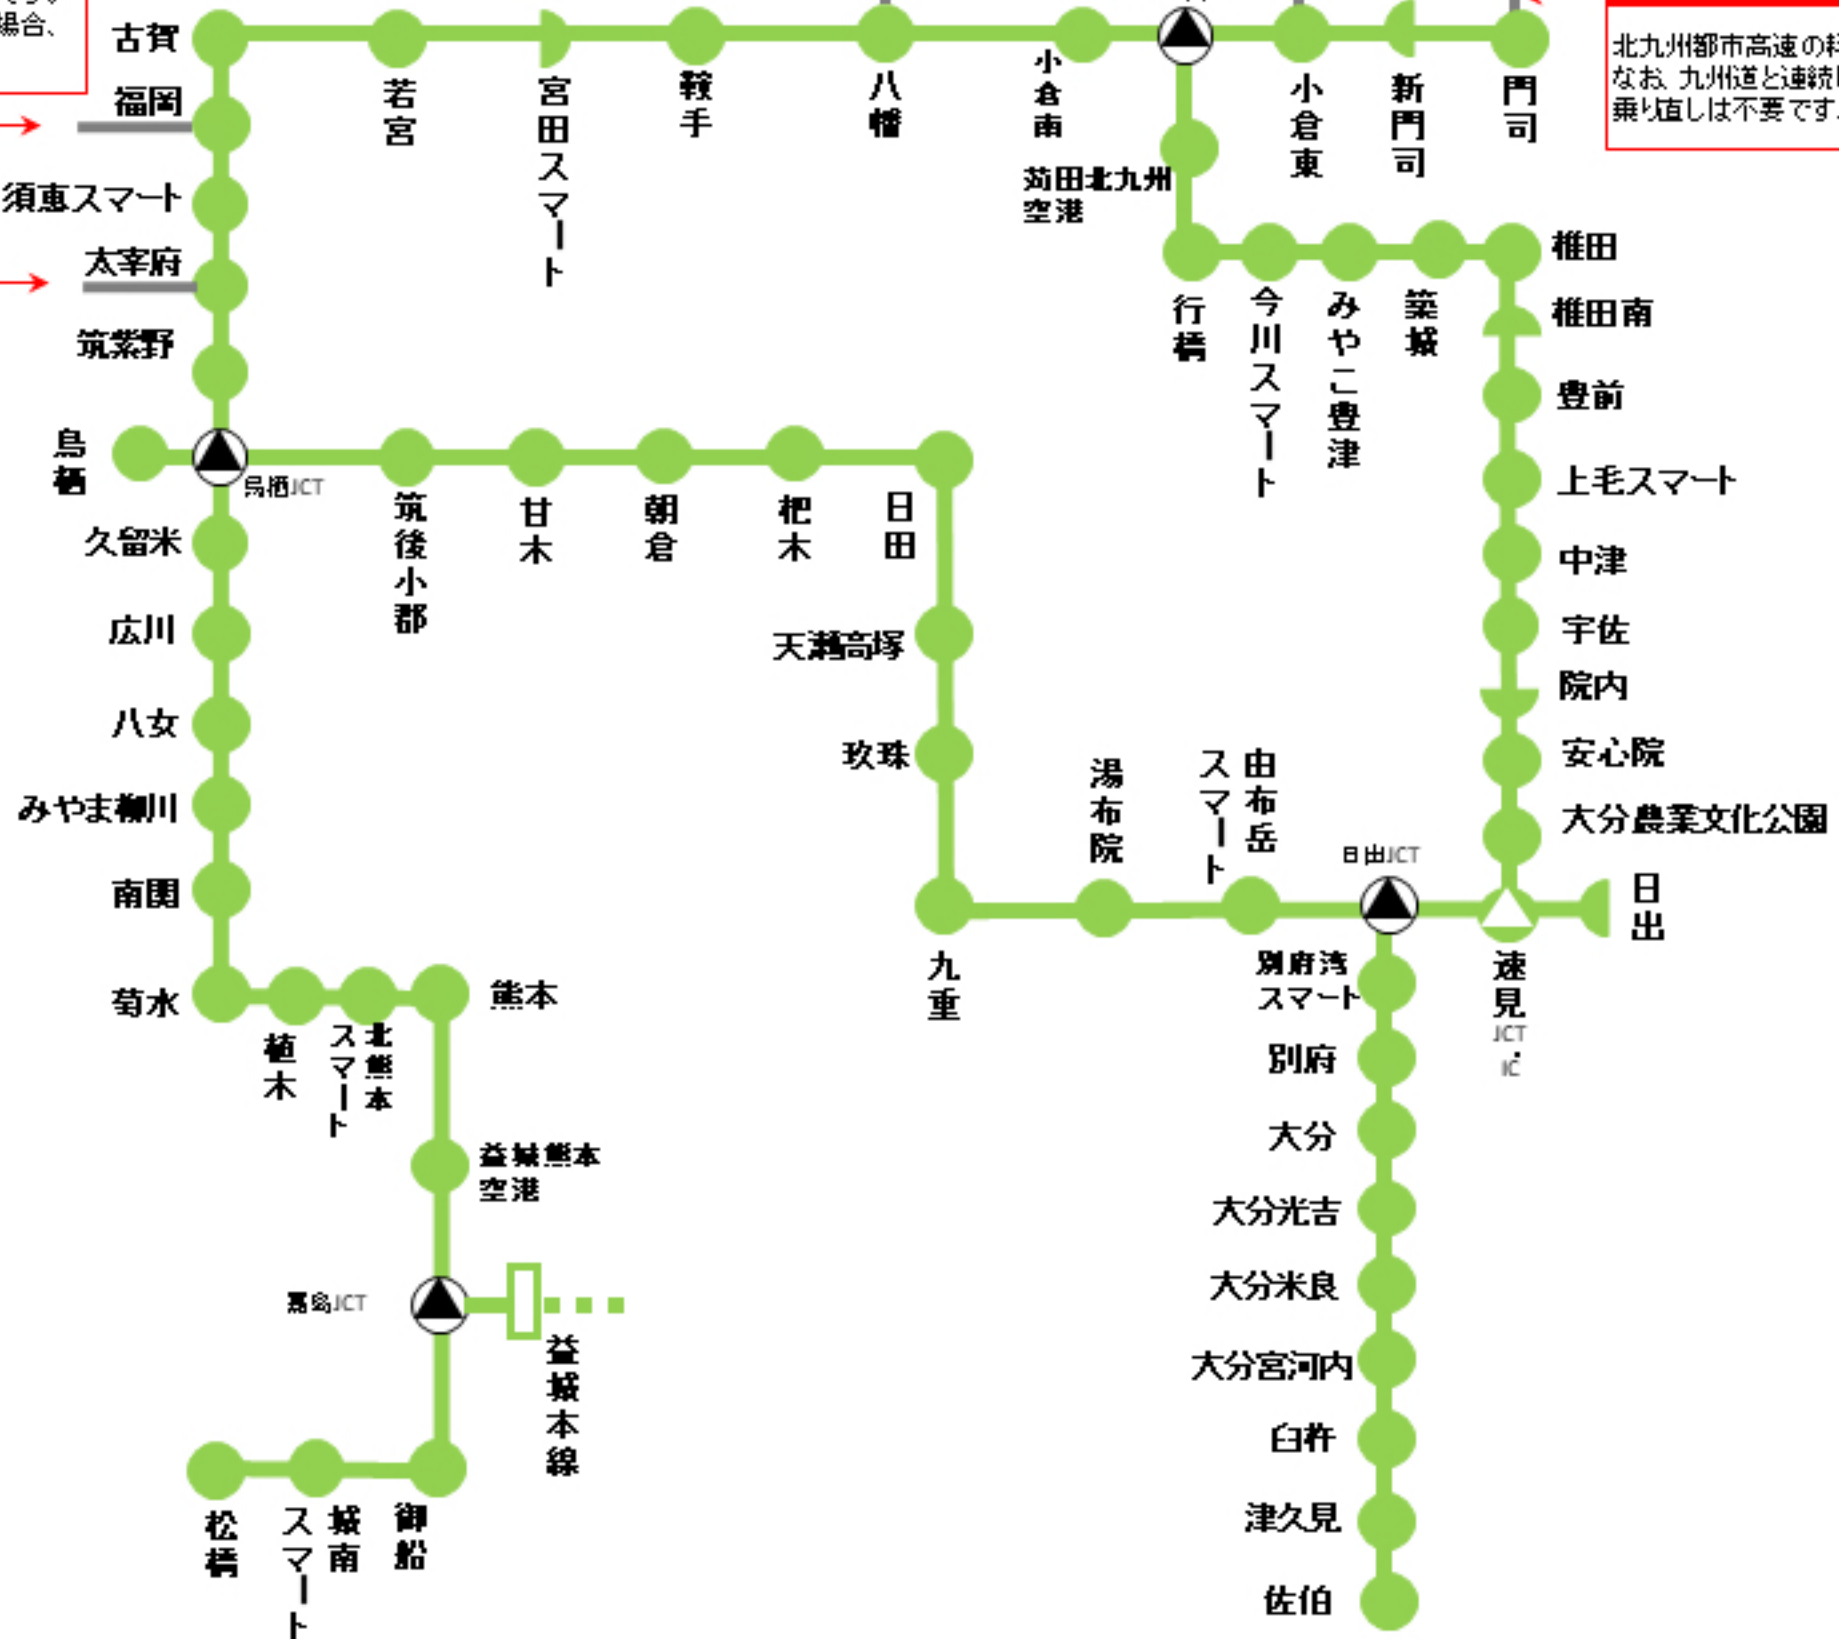 場合、
北九州都市高速の
なお、九州道と連続
乗り直しは不要です。
古賀
若宮
宮田スマート
鞍手
八幡
小倉南
小倉東
新門司
門司
福岡
須恵スマート
太宰府
筑紫野
苅田北九州
空港
行橋
今川スマート
みやこ豊津
築城
椎田
椎田南
豊前
上毛スマート
中津
宇佐
院内
安心院
大分農業文化公園
鳥栖
鳥栖JCT
筑後小郡
甘木
朝倉
杷木
日田
久留米
広川
八女
みやま柳川
南関
菊水
天瀬高塚
玖珠
九重
湯布院
由布岳
スマート
日出JCT
日出
速見
JCT
・
IC
別府湾
スマート
別府
大分
大分光吉
大分米良
大分宮河内
臼杵
津久見
佐伯
植木
北熊本
スマート
熊本
益城熊本
空港
嘉島JCT
益城本線
御船
城南
スマート
松橋